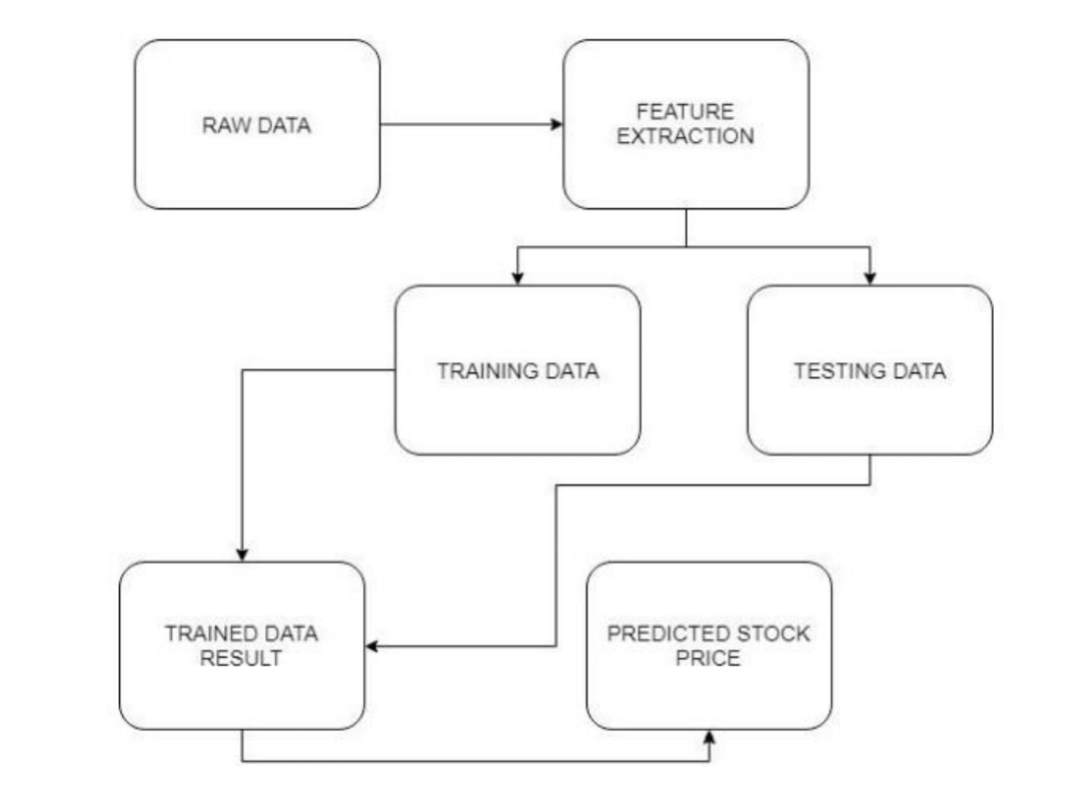 RAW DATA
FEATURE
EXTRACTION
TRAINING DATA
TESTING DATA
TRAINED DATA
RESULT
PREDICTED STOCK
PRICE